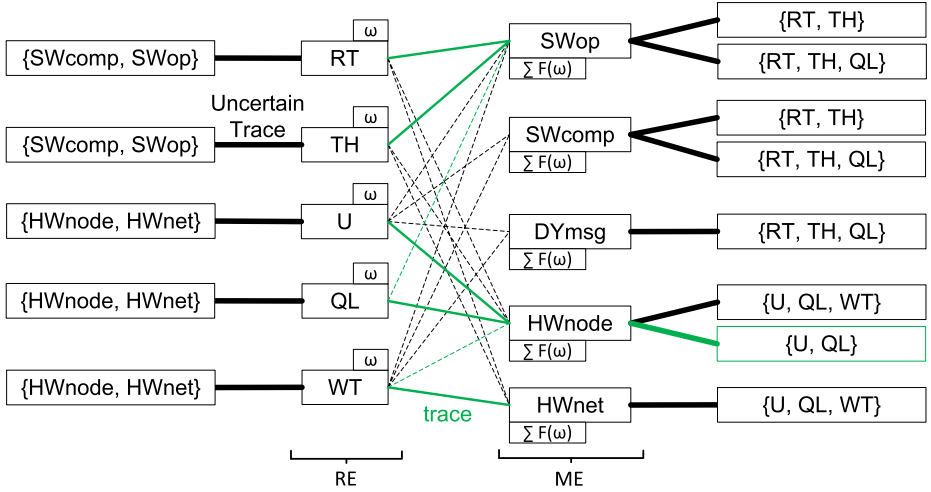 {SWcomp, SWop}
ω
RT
SWop
∑ F(ω)
{RT, TH}
{RT, TH, QL}
Uncertain
Trace
{SWcomp, SWop}
ω
TH
SWcomp
∑ F(ω)
{RT, TH}
{RT, TH, QL}
{HWnode, HWnet}
ω
U
DYmsg
∑ F(ω)
{RT, TH, QL}
{HWnode, HWnet}
ω
QL
HWnode
∑ F(ω)
{U, QL, WT}
{U, QL}
{HWnode, HWnet}
ω
WT
trace
HWnet
∑ F(ω)
{U, QL, WT}
RE
ME